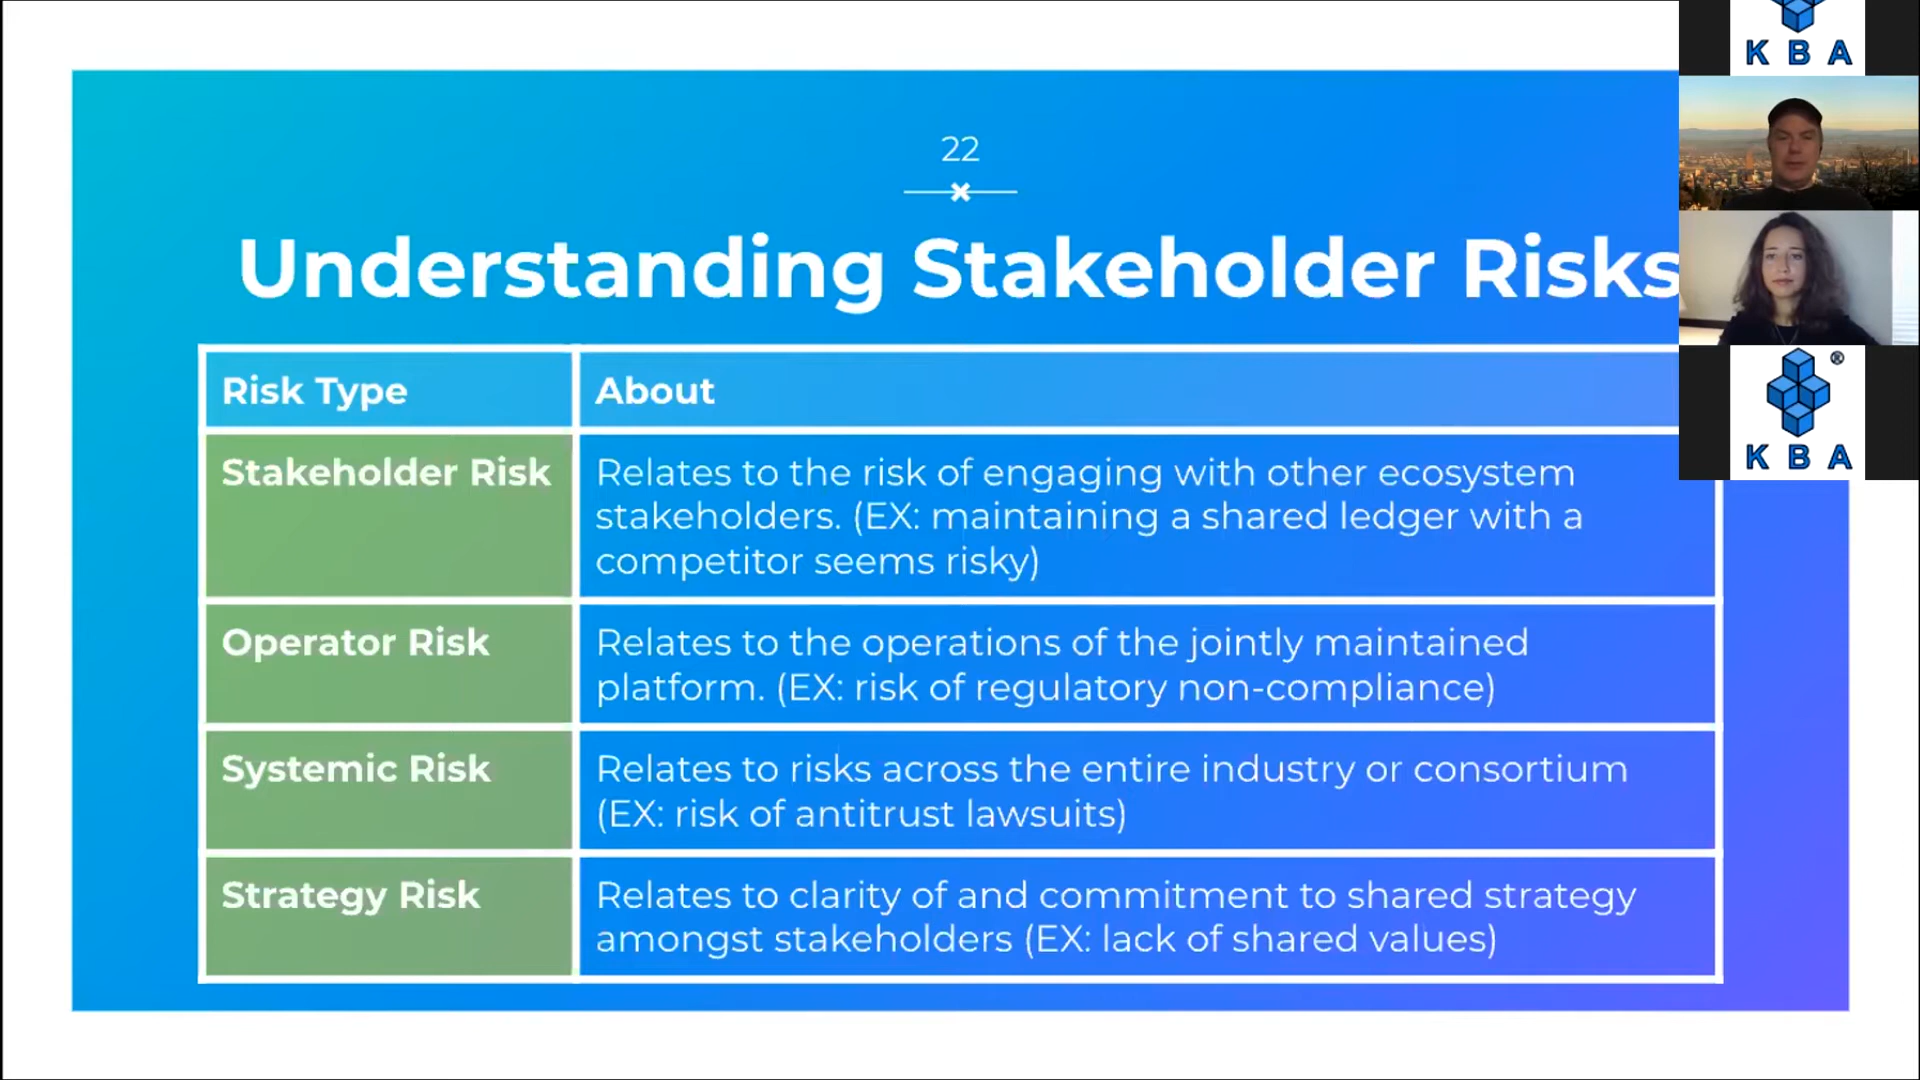 22
Understanding Stakeholder Risks
Risk Type
About
Stakeholder Risk
Relates to the risk of engaging with other ecosystem
stakeholders. (EX: maintaining a shared ledger with a
competitor seems risky)
Operator Risk
Relates to the operations of the jointly maintained
platform. (EX: risk of regulatory non-compliance)
Systemic Risk
Relates to risks across the entire industry or consortium
(EX: risk of antitrust lawsuits)
Strategy Risk
Relates to clarity of and commitment to shared strategy
amongst stakeholders (EX: lack of shared values)
K B A
®
K B A